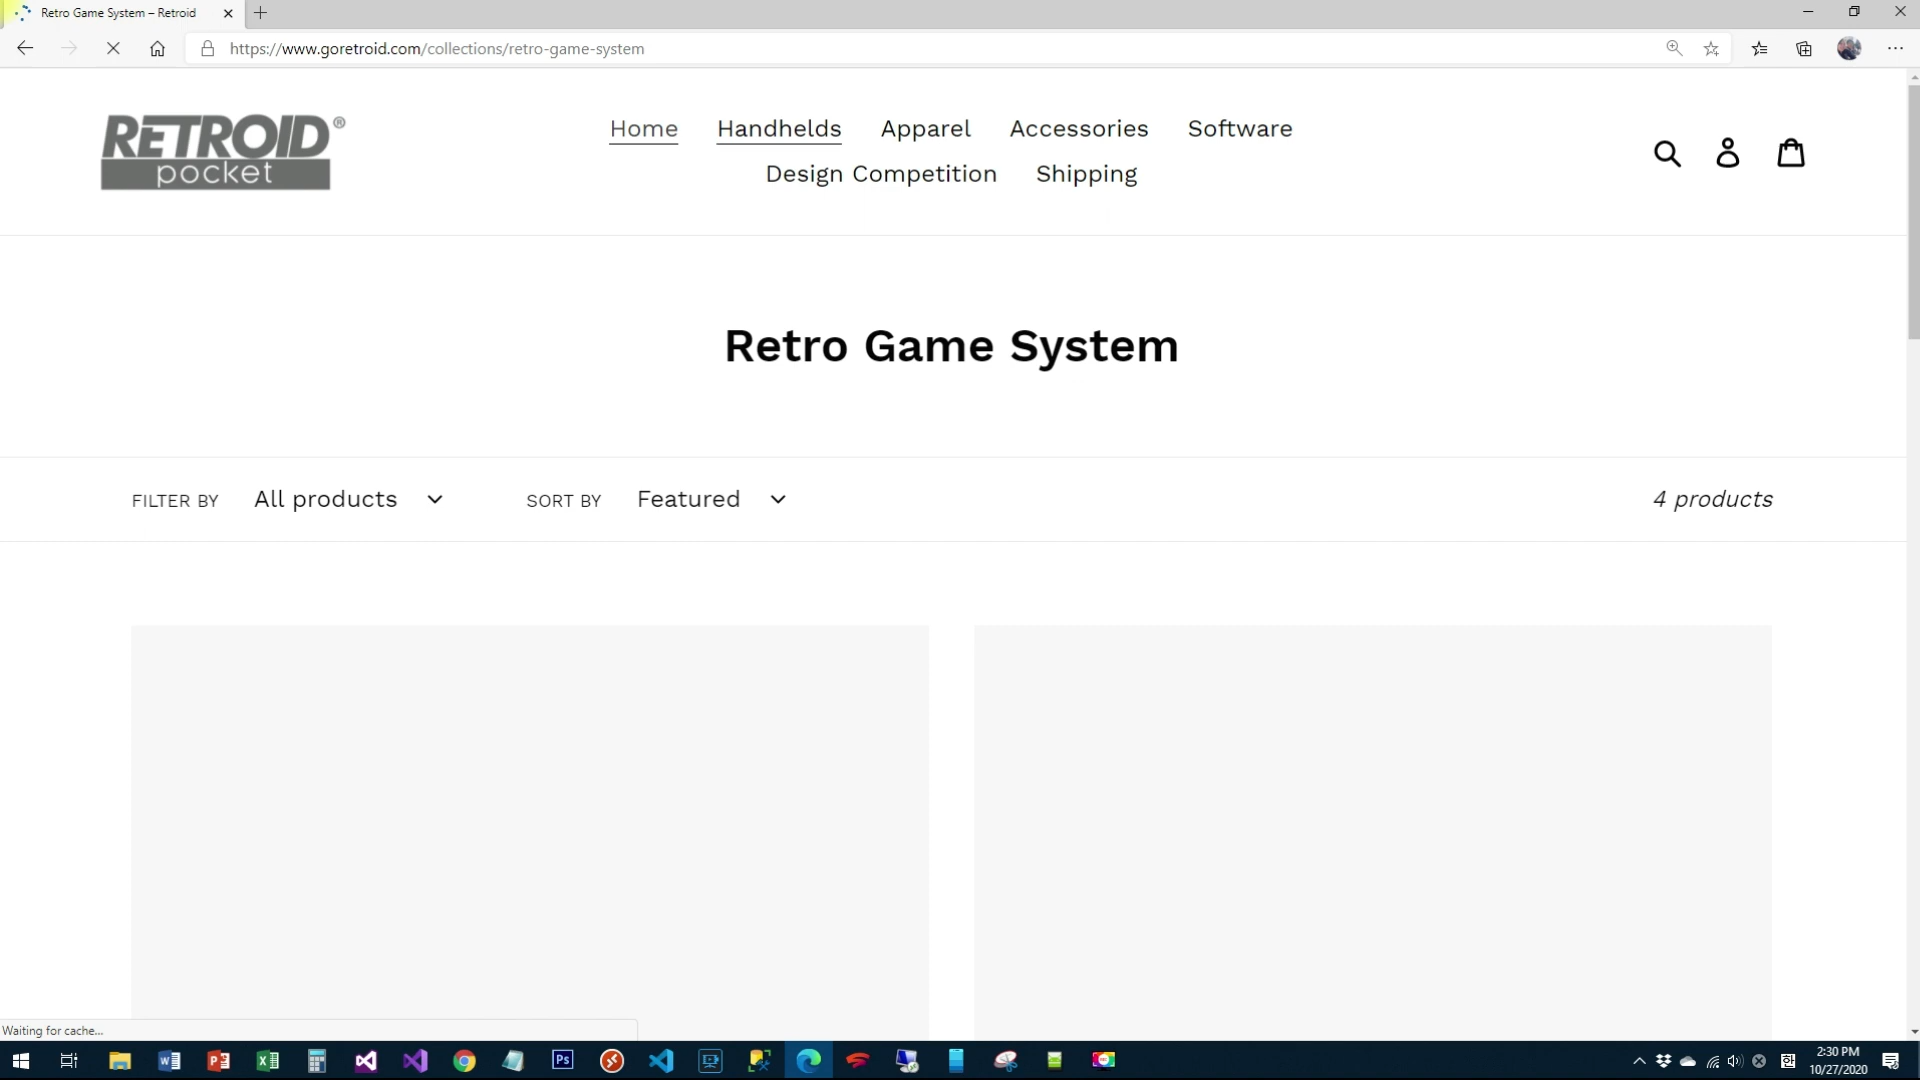 Retro Game System – Retroid
https://www.goretroid.com/collections/retro-game-system
RETROID®
pocket
Home Handhelds Apparel Accessories Software
Design Competition Shipping
Retro Game System
FILTER BY All products SORT BY Featured 4 products
Waiting for cache...
2:30 PM
10/27/2020